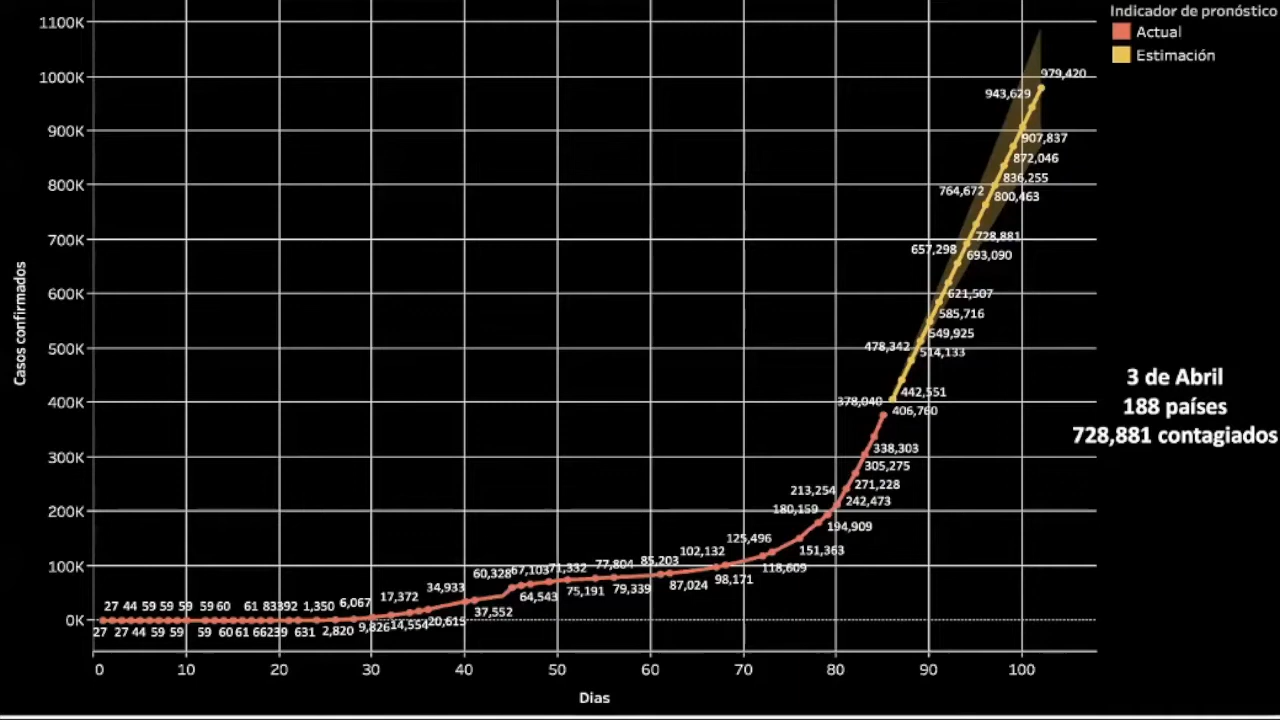 Indicador de pronóstico
Actual
Estimación
1100K
1000K
900K
800K
700K
600K
500K
400K
300K
200K
100K
0K
Casos confirmados
979,420
943,629
907,837
872,046
836,255
764,672
800,463
728,881
657,298
693,090
621,507
585,716
549,925
478,342
514,133
442,551
378,040
406,760
338,303
305,275
271,228
213,254
242,473
180,159
194,909
125,496
151,363
102,132
118,609
85,203
98,171
77,804
87,024
71,332
79,339
67,103
75,191
60,328
64,543
34,933
37,552
17,372
20,615
6,067
14,554
9,826
27 44 59 59 59 59 60 61 83 392 1,350
27 27 44 59 59 59 60 61 66 239 631 2,820
3 de Abril
188 países
728,881 contagiados
0 10 20 30 40 50 60 70 80 90 100
Dias